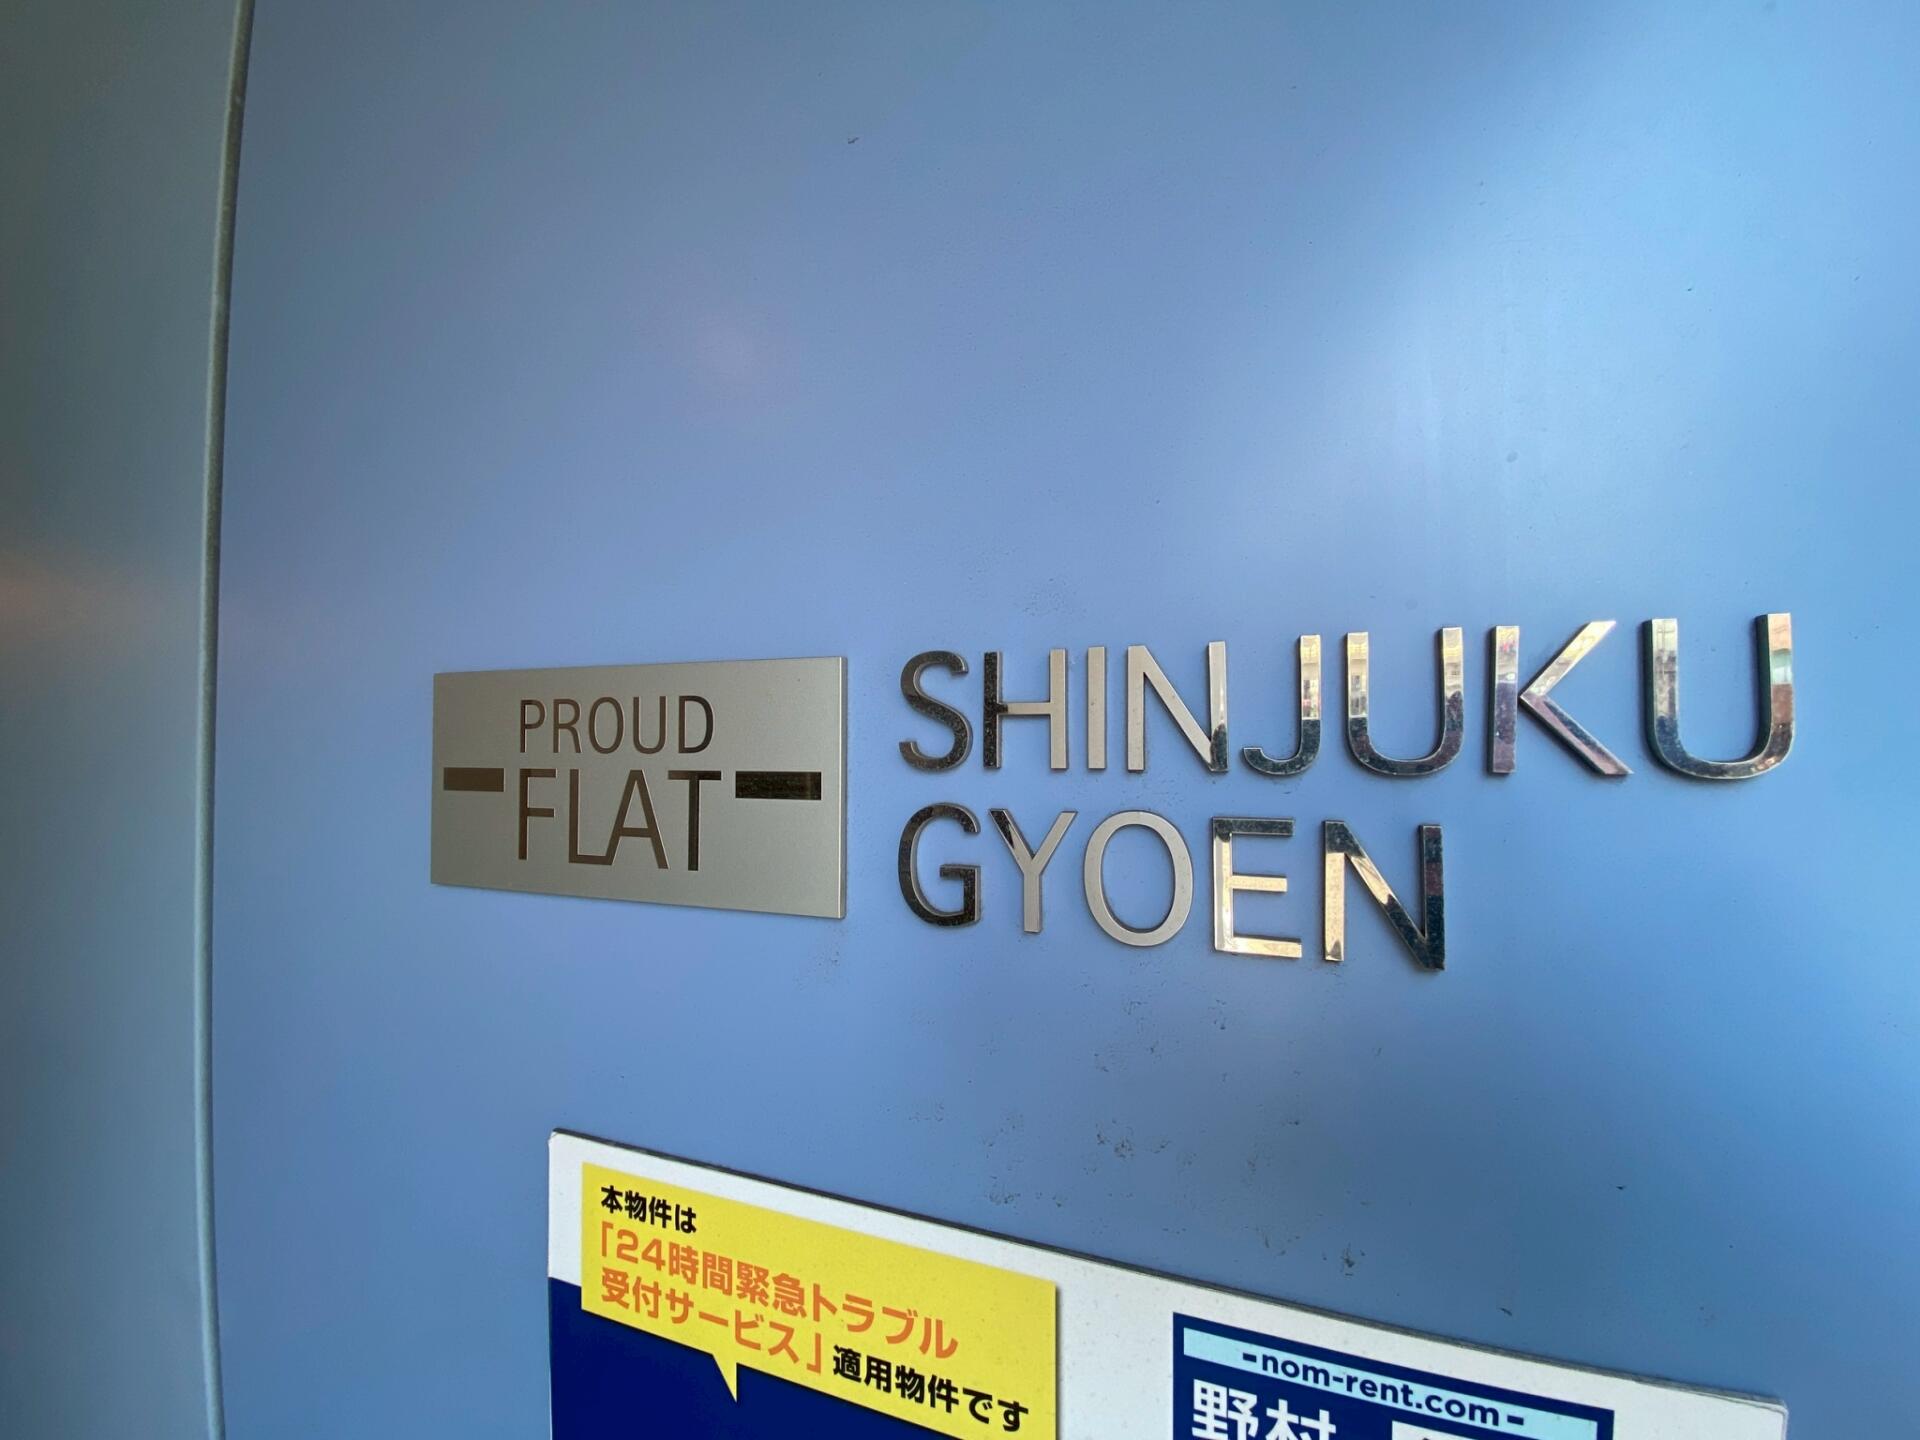 PROUD
FLAT
SHINJUKU
GYOEN
本物件は
「24時間緊急トラブル
受付サービス」適用物件です
-nom-rent.com-
野村